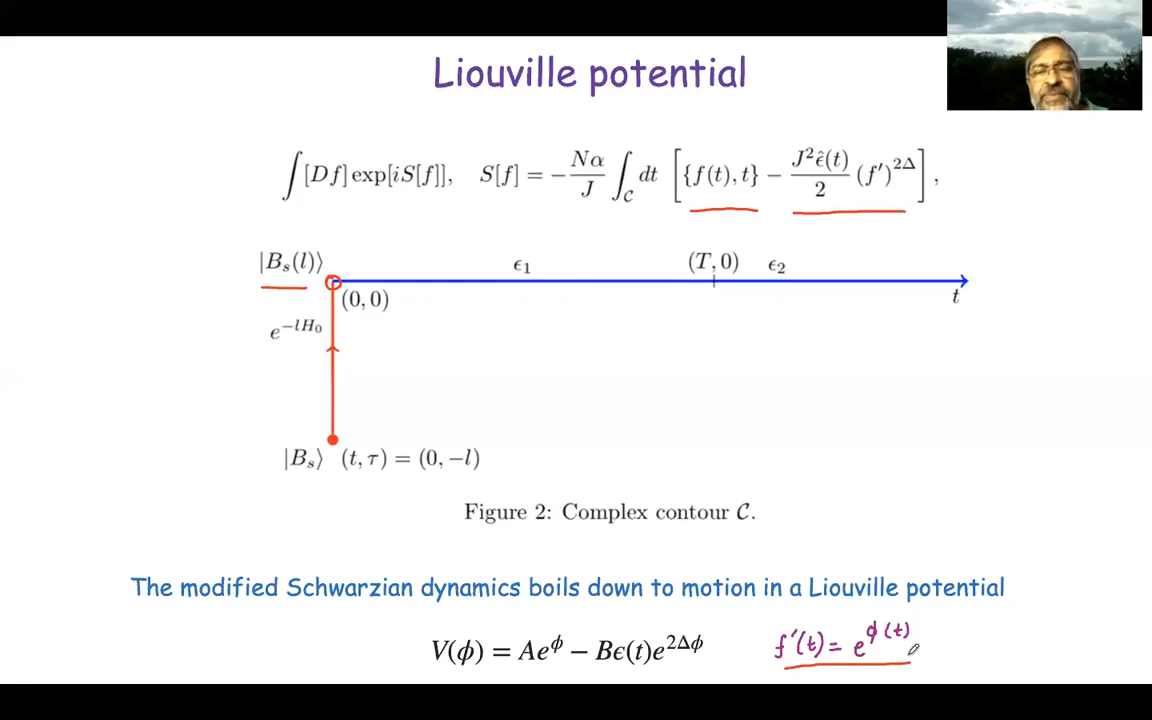 Liouville potential
∫[Df] exp[iS[f]], S[f] = −Nα/J ∫_C dt [{f(t), t} − J²ε̂(t)/2 (f′)^{2Δ}],
|B_s(l)⟩ ϵ₁ (T, 0) ϵ₂
(0, 0) t
e^{−lH₀}
|B_s⟩ (t, τ) = (0, −l)
Figure 2: Complex contour 𝒞.
The modified Schwarzian dynamics boils down to motion in a Liouville potential
V(ϕ) = Ae^ϕ − Bϵ(t)e^{2Δϕ} f′(t) = e^{ϕ(t)}